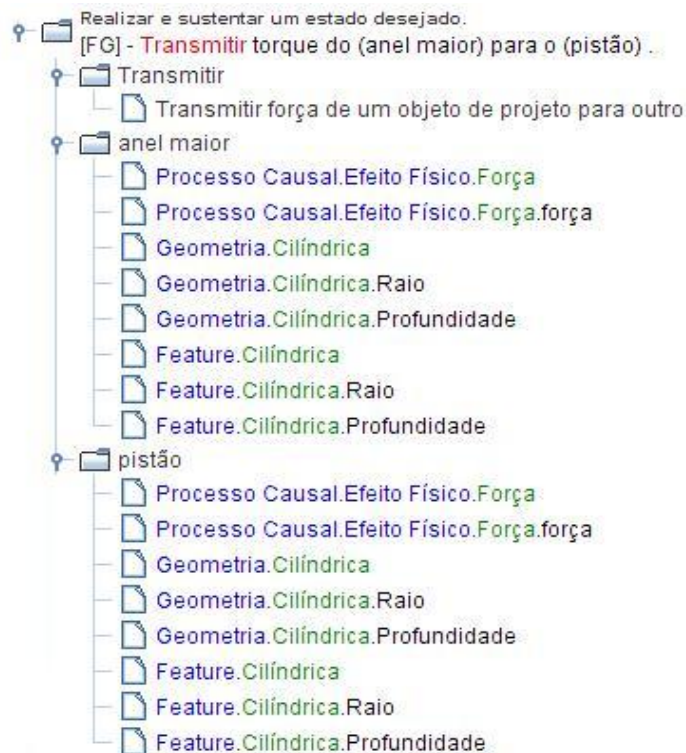 Realizar e sustentar um estado desejado.
[FG] - Transmitir torque do (anel maior) para o (pistão) .
Transmitir
Transmitir força de um objeto de projeto para outro
anel maior
Processo Causal.Efeito Físico.Força
Processo Causal.Efeito Físico.Força.força
Geometria.Cilíndrica
Geometria.Cilíndrica.Raio
Geometria.Cilíndrica.Profundidade
Feature.Cilíndrica
Feature.Cilíndrica.Raio
Feature.Cilíndrica.Profundidade
pistão
Processo Causal.Efeito Físico.Força
Processo Causal.Efeito Físico.Força.força
Geometria.Cilíndrica
Geometria.Cilíndrica.Raio
Geometria.Cilíndrica.Profundidade
Feature.Cilíndrica
Feature.Cilíndrica.Raio
Feature.Cilíndrica.Profundidade